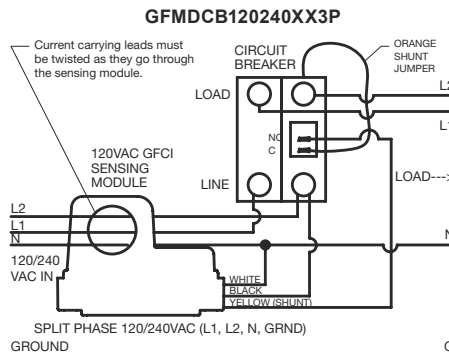 GFMDCB120240XX3P
Current carrying leads must
be twisted as they go through
the sensing module.
CIRCUIT
BREAKER
ORANGE
SHUNT
JUMPER
LOAD
L2
L1
NO
C
120VAC GFCI
SENSING
MODULE
LINE
LOAD--->
L2
L1
N
N
120/240
VAC IN
WHITE
BLACK
YELLOW (SHUNT)
SPLIT PHASE 120/240VAC (L1, L2, N, GRND)
GROUND